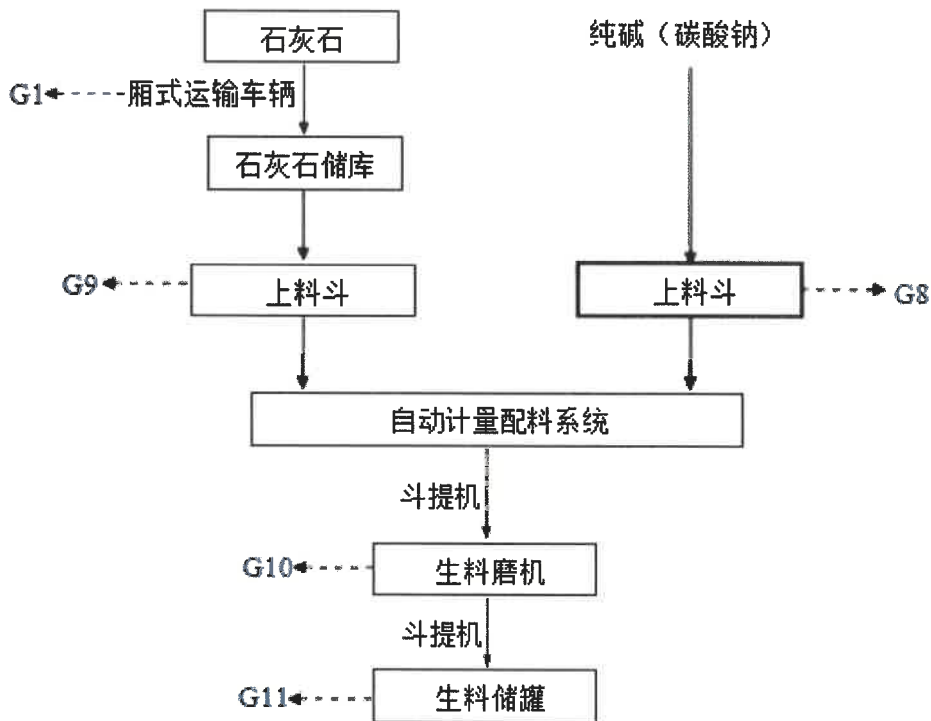 石灰石
纯碱（碳酸钠）
G1
厢式运输车辆
石灰石储库
G9
上料斗
上料斗
G8
自动计量配料系统
斗提机
G10
生料磨机
斗提机
G11
生料储罐